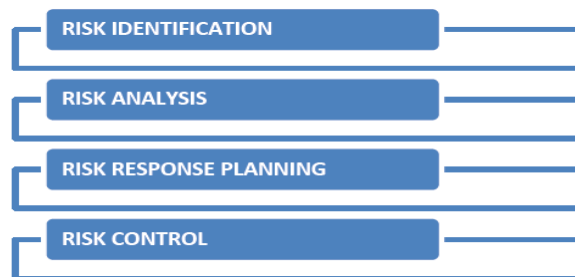 RISK IDENTIFICATION
RISK ANALYSIS
RISK RESPONSE PLANNING
RISK CONTROL